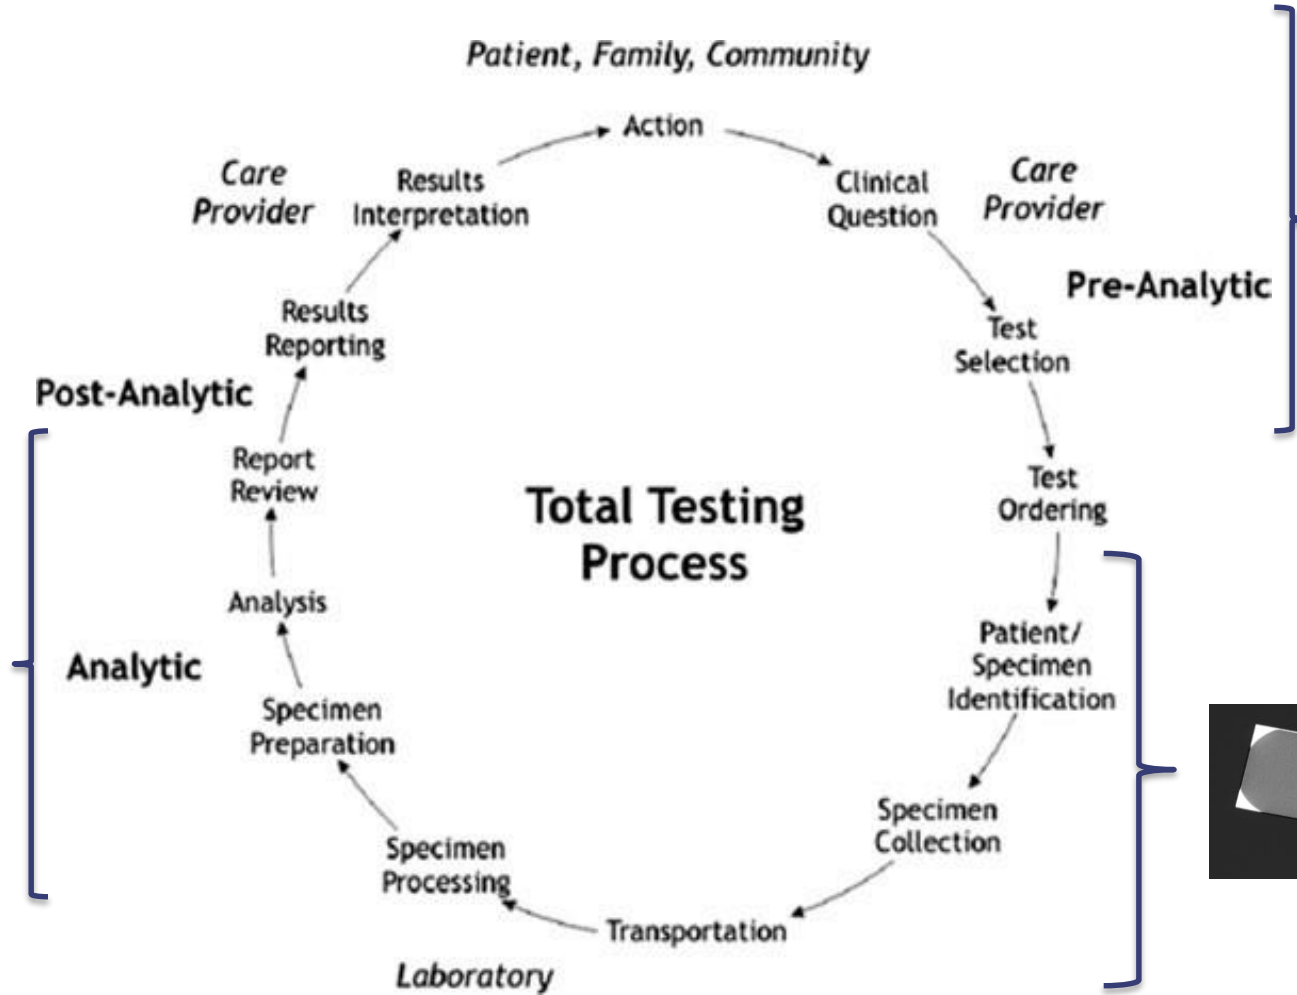 Patient, Family, Community
Action
Clinical
Question
Care
Provider
Pre-Analytic
Test
Selection
Test
Ordering
Patient/
Specimen
Identification
Specimen
Collection
Transportation
Laboratory
Specimen
Processing
Specimen
Preparation
Analytic
Analysis
Report
Review
Post-Analytic
Results
Reporting
Care
Provider
Results
Interpretation
Total Testing
Process